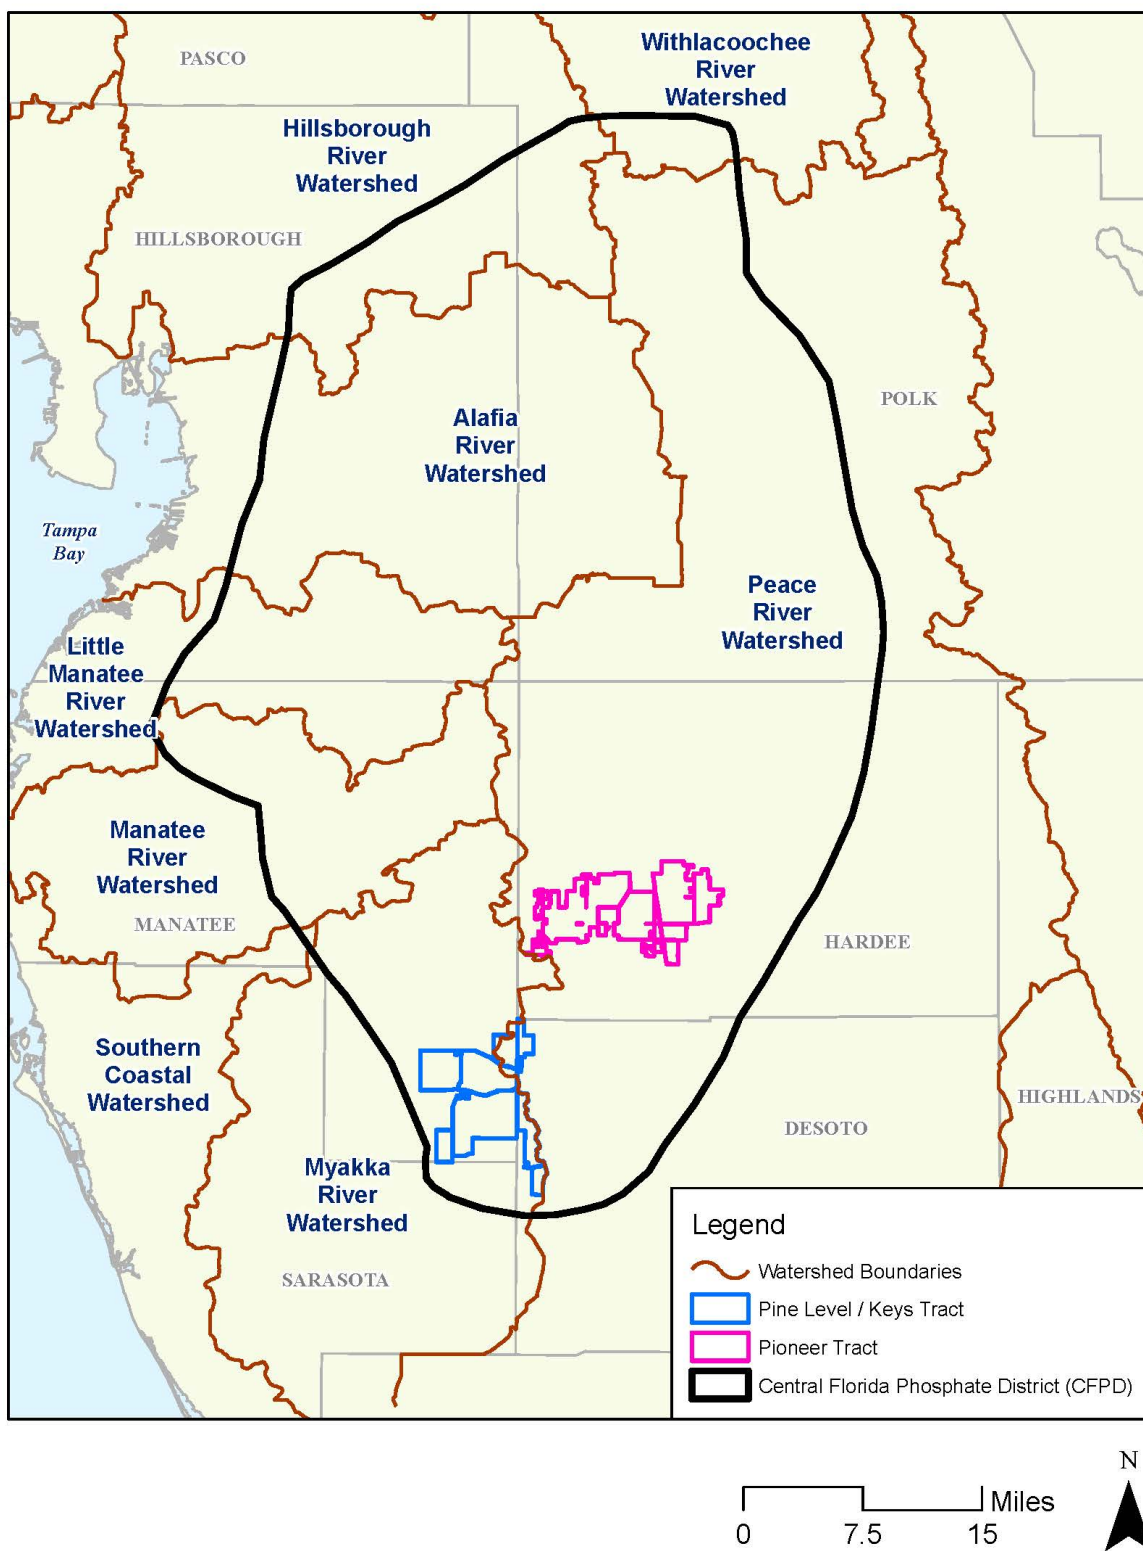 PASCO
Withlacoochee
River
Watershed
Hillsborough
River
Watershed
HILLSBOROUGH
POLK
Alafia
River
Watershed
Tampa
Bay
Peace
River
Watershed
Little
Manatee
River
Watershed
Manatee
River
Watershed
MANATEE
HARDEE
Southern
Coastal
Watershed
HIGHLANDS
DESOTO
Myakka
River
Watershed
SARASOTA
Legend
Watershed Boundaries
Pine Level / Keys Tract
Pioneer Tract
Central Florida Phosphate District (CFPD)
N
Miles
0 7.5 15